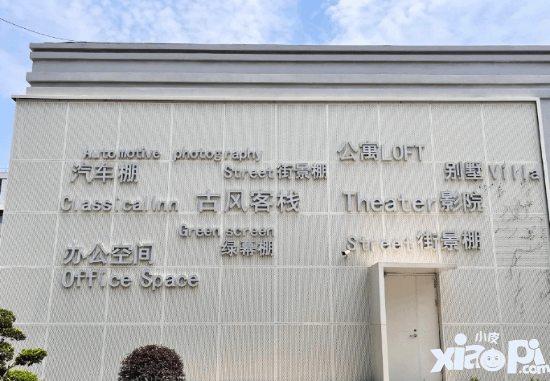 Automotive photography
汽车棚
Street街景棚
公寓LOFT
别墅Villa
Classicalinn 古风客栈
Theater影院
Green screen
绿幕棚
Street街景棚
办公空间
Office Space
小皮
xiaopi.com